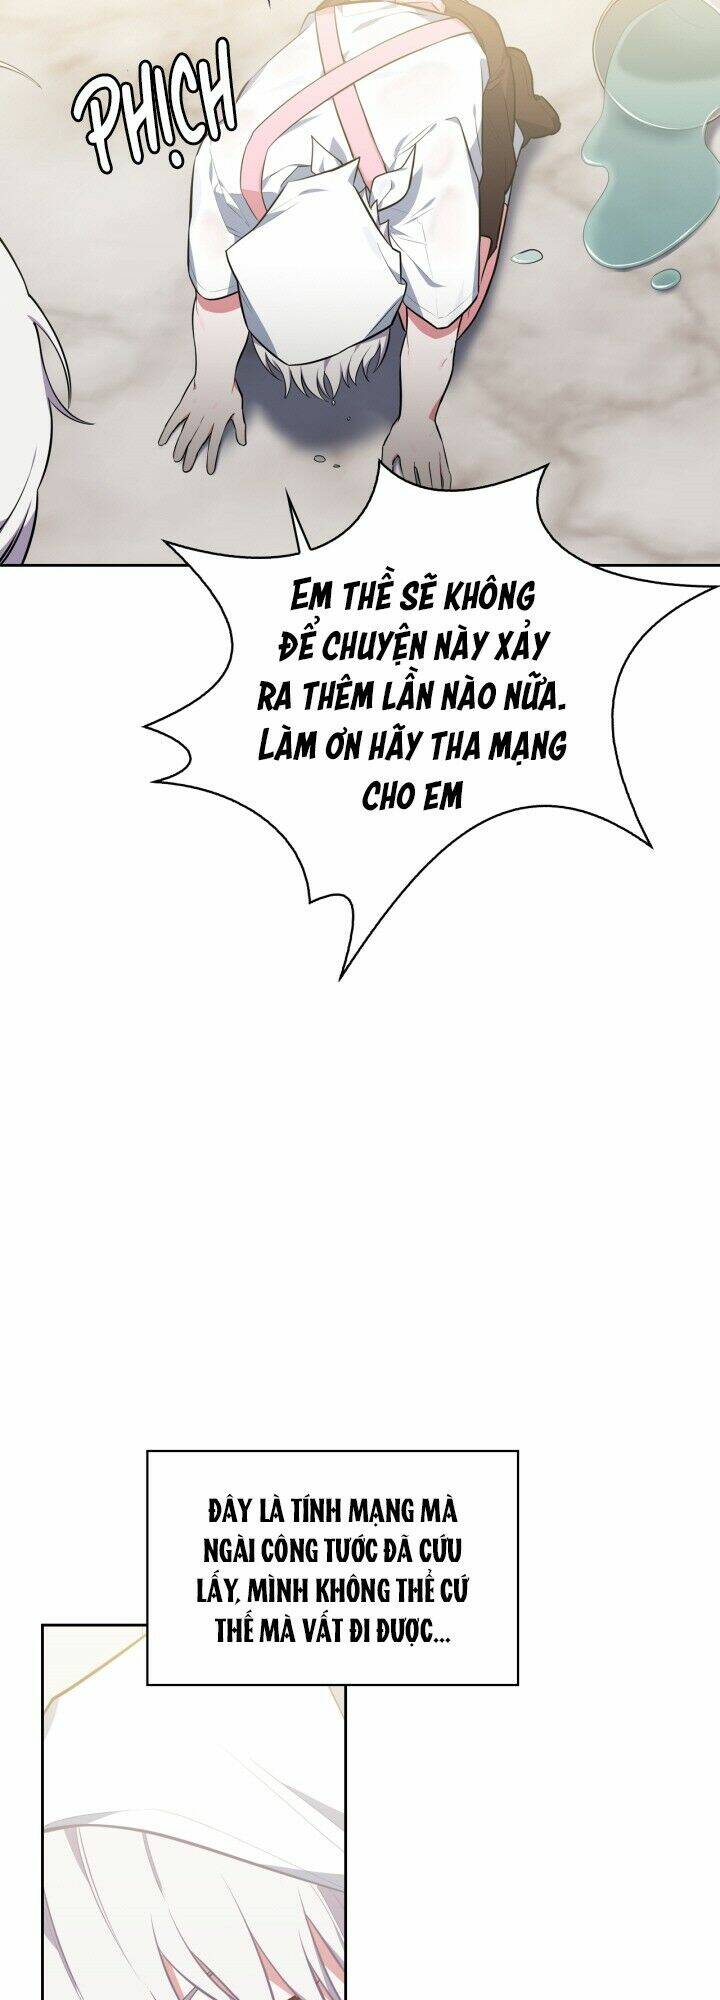 PHỊCH
EM THỀ SẼ KHÔNG
ĐỂ CHUYỆN NÀY XẢY
RA THÊM LẦN NÀO NỮA.
LÀM ƠN HÃY THA MẠNG
CHO EM
ĐÂY LÀ TÍNH MẠNG MÀ
NGÀI CÔNG TƯỚC ĐÃ CỨU
LẤY, MÌNH KHÔNG THỂ CỨ
THẾ MÀ VẤT ĐI ĐƯỢC...